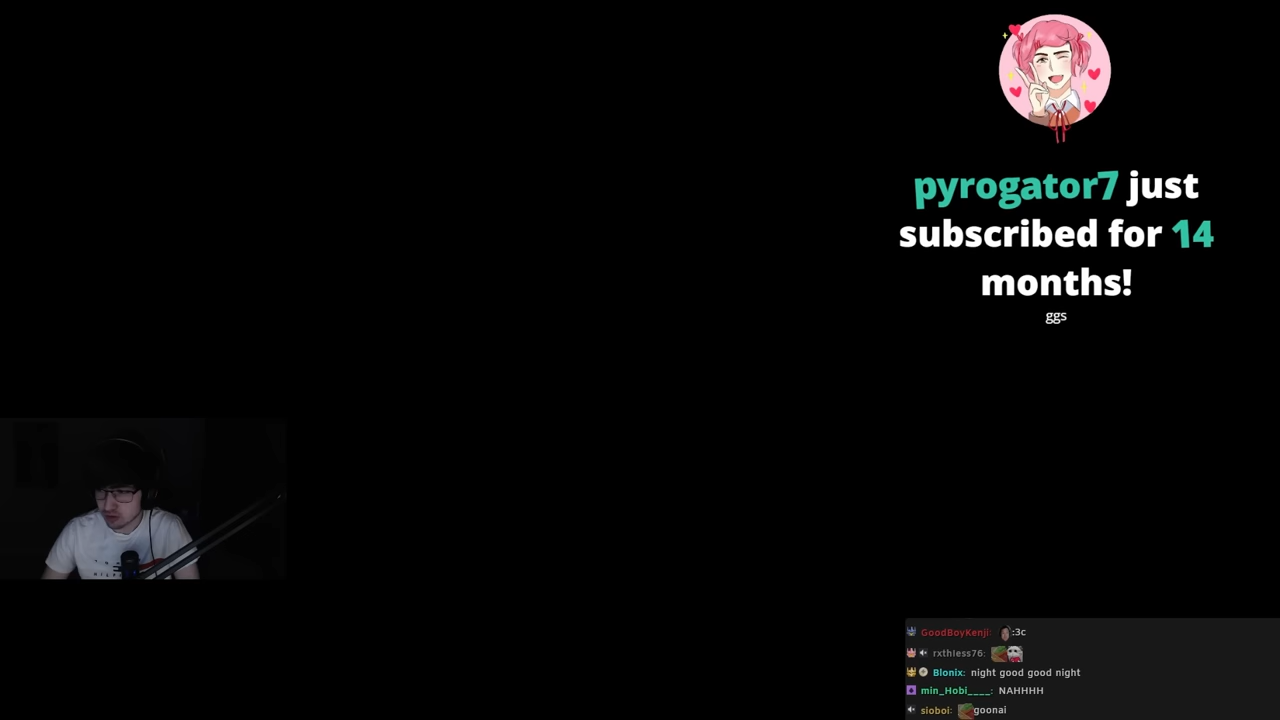 pyrogator7 just
subscribed for 14
months!
ggs
GoodBoyKenji: :3c
rxthless76:
Blonix: night good good night
min_Hobi____: NAHHHH
sioboi: goonai